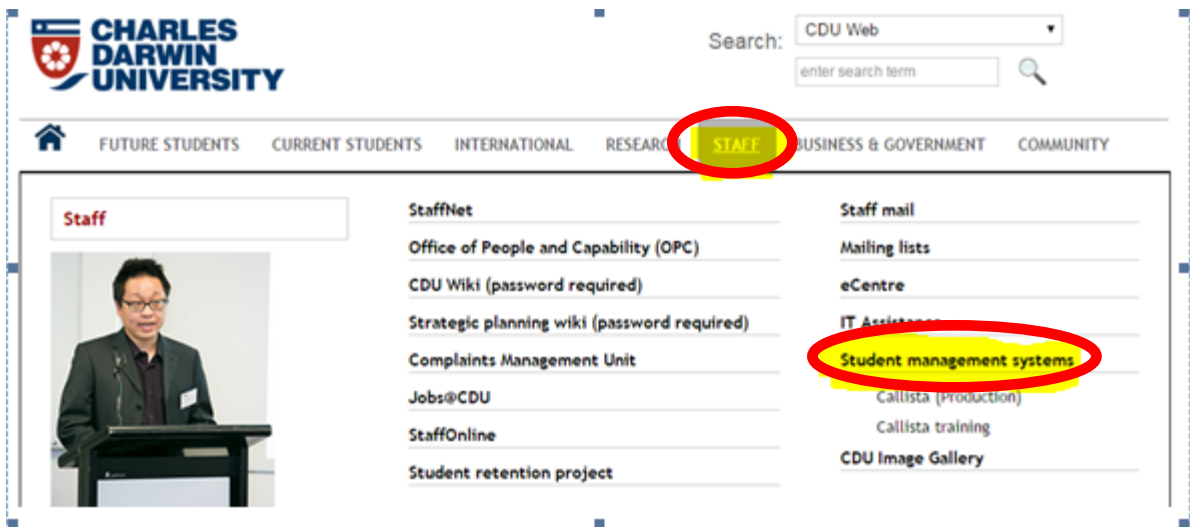 CHARLES
DARWIN
UNIVERSITY
Search:
CDU Web
enter search term
FUTURE STUDENTS CURRENT STUDENTS INTERNATIONAL RESEARCH STAFF BUSINESS & GOVERNMENT COMMUNITY
Staff
StaffNet
Office of People and Capability (OPC)
CDU Wiki (password required)
Strategic planning wiki (password required)
Complaints Management Unit
Jobs@CDU
StaffOnline
Student retention project
Staff mail
Mailing lists
eCentre
IT Assistance
Student management systems
Callista (Production)
Callista training
CDU Image Gallery